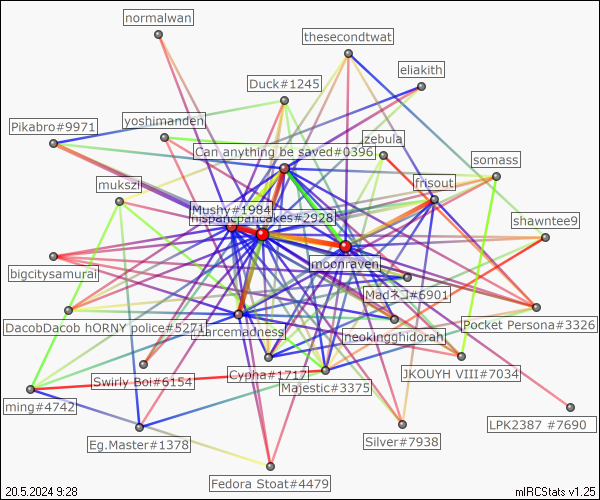 normalwan
thesecondtwat
eliakith
Duck#1245
yoshimanden
Pikabro#9971
zebula
Can anything be saved#0396
somass
mukszi
frisout
Mushy#1984
hispanicpancakes#2928
shawntee9
moonraven
bigcitysamurai
Madネコ#6901
DacobDacob hORNY police#5271
marcemadness
neokingghidorah
Pocket Persona#3326
Swirly Boi#6154
Cypha#1717
JKOUYH VIII#7034
Majestic#3375
ming#4742
LPK2387 #7690
Eg.Master#1378
Silver#7938
Fedora Stoat#4479
20.5.2024 9:28
mIRCStats v1.25